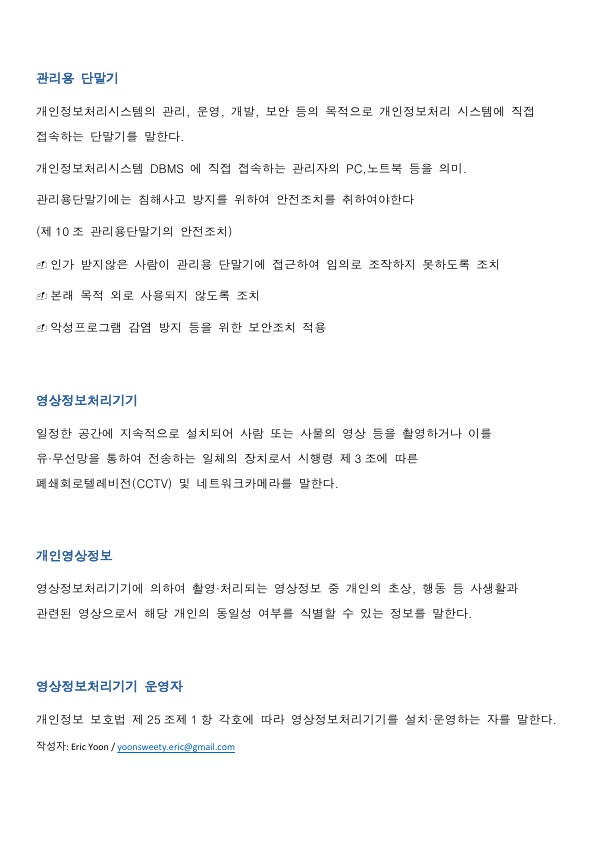 관리용 단말기
개인정보처리시스템의 관리, 운영, 개발, 보안 등의 목적으로 개인정보처리 시스템에 직접
접속하는 단말기를 말한다.
개인정보처리시스템 DBMS 에 직접 접속하는 관리자의 PC,노트북 등을 의미.
관리용단말기에는 침해사고 방지를 위하여 안전조치를 취하여야한다
(제 10 조 관리용단말기의 안전조치)
인가 받지않은 사람이 관리용 단말기에 접근하여 임의로 조작하지 못하도록 조치
본래 목적 외로 사용되지 않도록 조치
악성프로그램 감염 방지 등을 위한 보안조치 적용
영상정보처리기기
일정한 공간에 지속적으로 설치되어 사람 또는 사물의 영상 등을 촬영하거나 이를
유·무선망을 통하여 전송하는 일체의 장치로서 시행령 제 3 조에 따른
폐쇄회로텔레비전(CCTV) 및 네트워크카메라를 말한다.
개인영상정보
영상정보처리기기에 의하여 촬영·처리되는 영상정보 중 개인의 초상, 행동 등 사생활과
관련된 영상으로서 해당 개인의 동일성 여부를 식별할 수 있는 정보를 말한다.
영상정보처리기기 운영자
개인정보 보호법 제 25 조제 1 항 각호에 따라 영상정보처리기기를 설치·운영하는 자를 말한다.
작성자: Eric Yoon / yoonsweety.eric@gmail.com